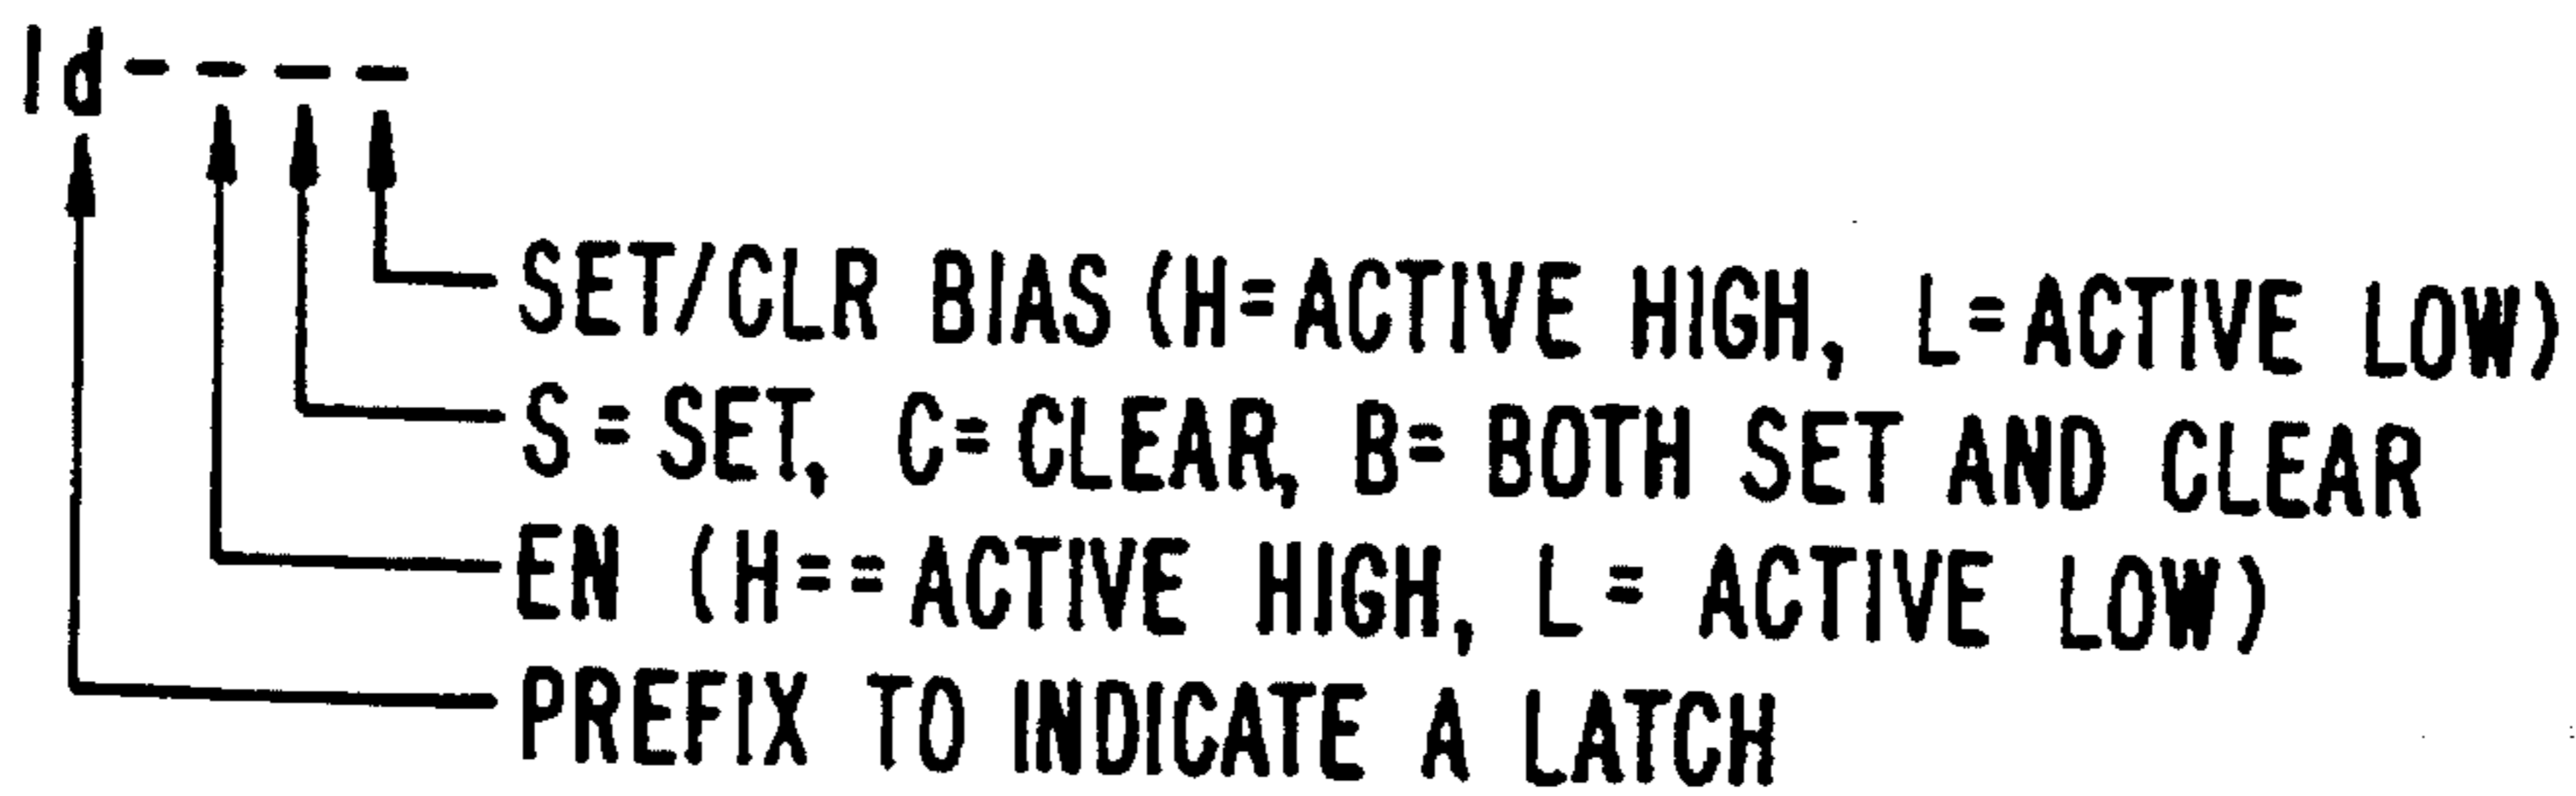 ld - - - -
SET/CLR BIAS (H=ACTIVE HIGH, L=ACTIVE LOW)
S=SET, C=CLEAR, B= BOTH SET AND CLEAR
EN (H==ACTIVE HIGH, L= ACTIVE LOW)
PREFIX TO INDICATE A LATCH